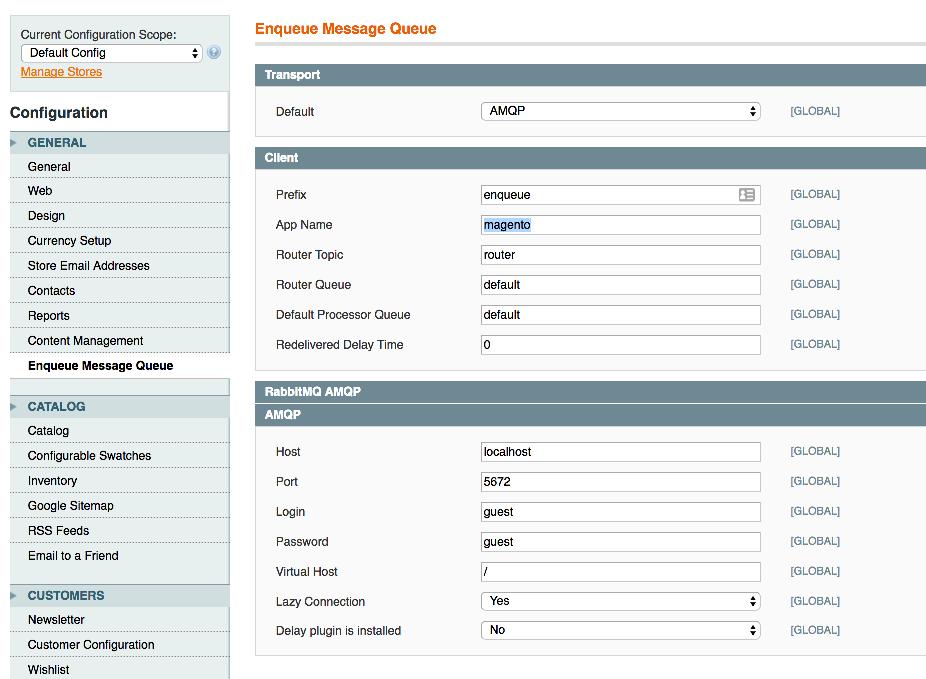 Current Configuration Scope:
Default Config
Manage Stores
Configuration
GENERAL
General
Web
Design
Currency Setup
Store Email Addresses
Contacts
Reports
Content Management
Enqueue Message Queue
CATALOG
Catalog
Configurable Swatches
Inventory
Google Sitemap
RSS Feeds
Email to a Friend
CUSTOMERS
Newsletter
Customer Configuration
Wishlist
Enqueue Message Queue
Transport
Default AMQP [GLOBAL]
Client
Prefix enqueue [GLOBAL]
App Name magento [GLOBAL]
Router Topic router [GLOBAL]
Router Queue default [GLOBAL]
Default Processor Queue default [GLOBAL]
Redelivered Delay Time 0 [GLOBAL]
RabbitMQ AMQP
AMQP
Host localhost [GLOBAL]
Port 5672 [GLOBAL]
Login guest [GLOBAL]
Password guest [GLOBAL]
Virtual Host / [GLOBAL]
Lazy Connection Yes [GLOBAL]
Delay plugin is installed No [GLOBAL]